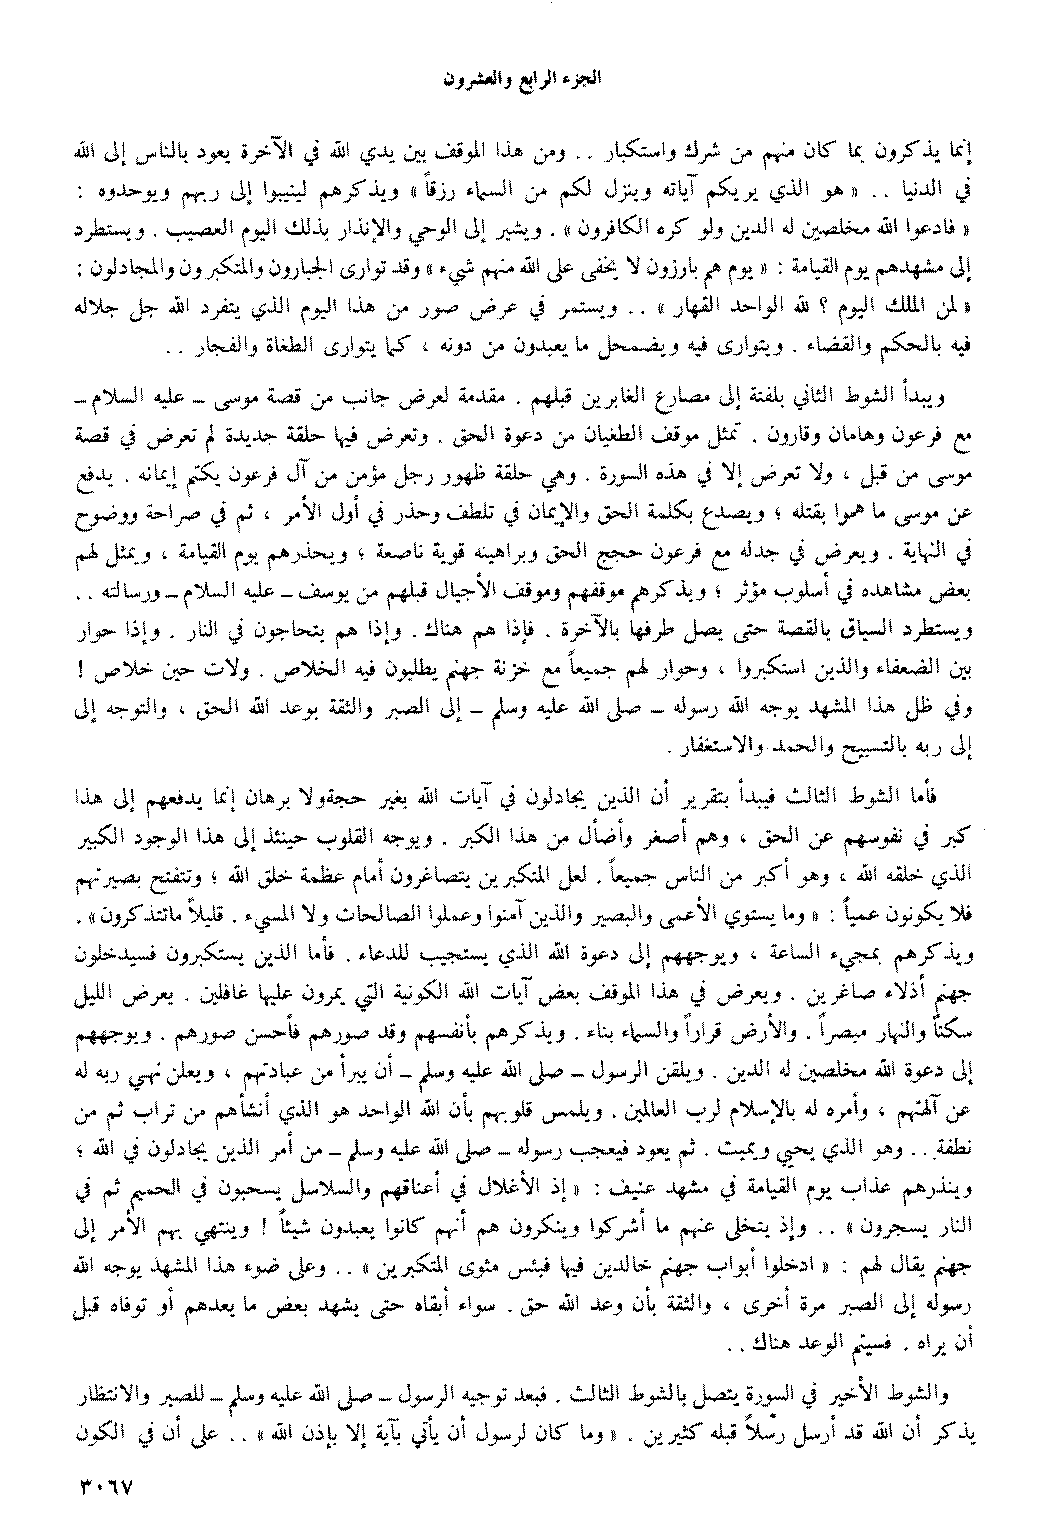 الجزء الرابع والعشرون
إنما يذكرون بما كان منهم من شرك واستكبار .. ومن هذا الموقف بين يدي الله في الآخرة يعود بالناس إلى الله
في الدنيا .. « هو الذي يريكم آياته وينزل لكم من السماء رزقاً » ويذكرهم لينيبوا إلى ربهم ويوحدوه :
« فادعوا الله مخلصين له الدين ولو كره الكافرون » . ويشير إلى الوحي والإنذار بذلك اليوم العصيب . ويستطرد
إلى مشهدهم يوم القيامة : « يوم هم بارزون لا يخفى على الله منهم شيء » وقد توارى الجبارون والمتكبرون والمجادلون :
« لمن الملك اليوم ؟ لله الواحد القهار » .. ويستمر في عرض صور من هذا اليوم الذي يتفرد الله جل جلاله
فيه بالحكم والقضاء . ويتوارى فيه ويضمحل ما يعبدون من دونه ، كما يتوارى الطغاة والفجار ..
ويبدأ الشوط الثاني بلفتة إلى مصارع الغابرين قبلهم . مقدمة لعرض جانب من قصة موسى – عليه السلام –
مع فرعون وهامان وقارون . تمثل موقف الطغيان من دعوة الحق . وتعرض فيها حلقة جديدة لم تعرض في قصة
موسى من قبل ، ولا تعرض إلا في هذه السورة . وهي حلقة ظهور رجل مؤمن من آل فرعون يكتم إيمانه . يدفع
عن موسى ما هموا بقتله ؛ ويصدع بكلمة الحق والإيمان في تلطف وحذر في أول الأمر ، ثم في صراحة ووضوح
في النهاية . ويعرض في جدله مع فرعون حجج الحق وبراهينه قوية ناصعة ؛ ويحذرهم يوم القيامة ، ويمثل لهم
بعض مشاهده في أسلوب مؤثر ؛ ويذكرهم موقفهم وموقف الأجيال قبلهم من يوسف – عليه السلام – ورسالته ..
ويستطرد السياق بالقصة حتى يصل طرفها بالآخرة . فإذا هم هناك . وإذا هم يتحاجون في النار . وإذا حوار
بين الضعفاء والذين استكبروا ، وحوار لهم جميعاً مع خزنة جهنم يطلبون فيه الخلاص . ولات حين خلاص !
وفي ظل هذا المشهد يوجه الله رسوله – صلى الله عليه وسلم – إلى الصبر والثقة بوعد الله الحق ، والتوجه إلى
إلى ربه بالتسبيح والحمد والاستغفار .
فأما الشوط الثالث فيبدأ بتقرير أن الذين يجادلون في آيات الله بغير حجةولا برهان إنما يدفعهم إلى هذا
كبر في نفوسهم عن الحق ، وهم أصغر وأضأل من هذا الكبر . ويوجه القلوب حينئذ إلى هذا الوجود الكبير
الذي خلقه الله ، وهو أكبر من الناس جميعاً . لعل المتكبرين يتصاغرون أمام عظمة خلق الله ؛ وتتفتح بصيرتهم
فلا يكونون عمياً : « وما يستوي الأعمى والبصير والذين آمنوا وعملوا الصالحات ولا المسيء . قليلاً ماتتذكرون » .
ويذكرهم بمجيء الساعة ، ويوجههم إلى دعوة الله الذي يستجيب للدعاء . فأما الذين يستكبرون فسيدخلون
جهنم أذلاء صاغرين . ويعرض في هذا الموقف بعض آيات الله الكونية التي يمرون عليها غافلين . يعرض الليل
سكناً والنهار مبصراً . والأرض قراراً والسماء بناء . ويذكرهم بأنفسهم وقد صورهم فأحسن صورهم . ويوجههم
إلى دعوة الله مخلصين له الدين . ويلقن الرسول – صلى الله عليه وسلم – أن يبرأ من عبادتهم ، ويعلن نهي ربه له
عن آلهتهم ، وأمره له بالإسلام لرب العالمين . ويلمس قلوبهم بأن الله الواحد هو الذي أنشأهم من تراب ثم من
نطفة .. وهو الذي يحيي ويميت . ثم يعود فيعجب رسوله – صلى الله عليه وسلم – من أمر الذين يجادلون في الله ؛
وينذرهم عذاب يوم القيامة في مشهد عنيف : « إذ الأغلال في أعناقهم والسلاسل يسحبون في الحميم ثم في
النار يسجرون » .. وإذ يتخلى عنهم ما أشركوا وينكرون هم أنهم كانوا يعبدون شيئاً ! وينتهي بهم الأمر إلى
جهنم يقال لهم : « ادخلوا أبواب جهنم خالدين فيها فبئس مثوى المتكبرين » .. وعلى ضوء هذا المشهد يوجه الله
رسوله إلى الصبر مرة أخرى ، والثقة بأن وعد الله حق . سواء أبقاه حتى يشهد بعض ما يعدهم أو توفاه قبل
أن يراه . فسيتم الوعد هناك ..
والشوط الأخير في السورة يتصل بالشوط الثالث . فبعد توجيه الرسول – صلى الله عليه وسلم – للصبر والانتظار
يذكر أن الله قد أرسل رسلاً قبله كثيرين . « وما كان لرسول أن يأتي بآية إلا بإذن الله » .. على أن في الكون
٣٠٦٧